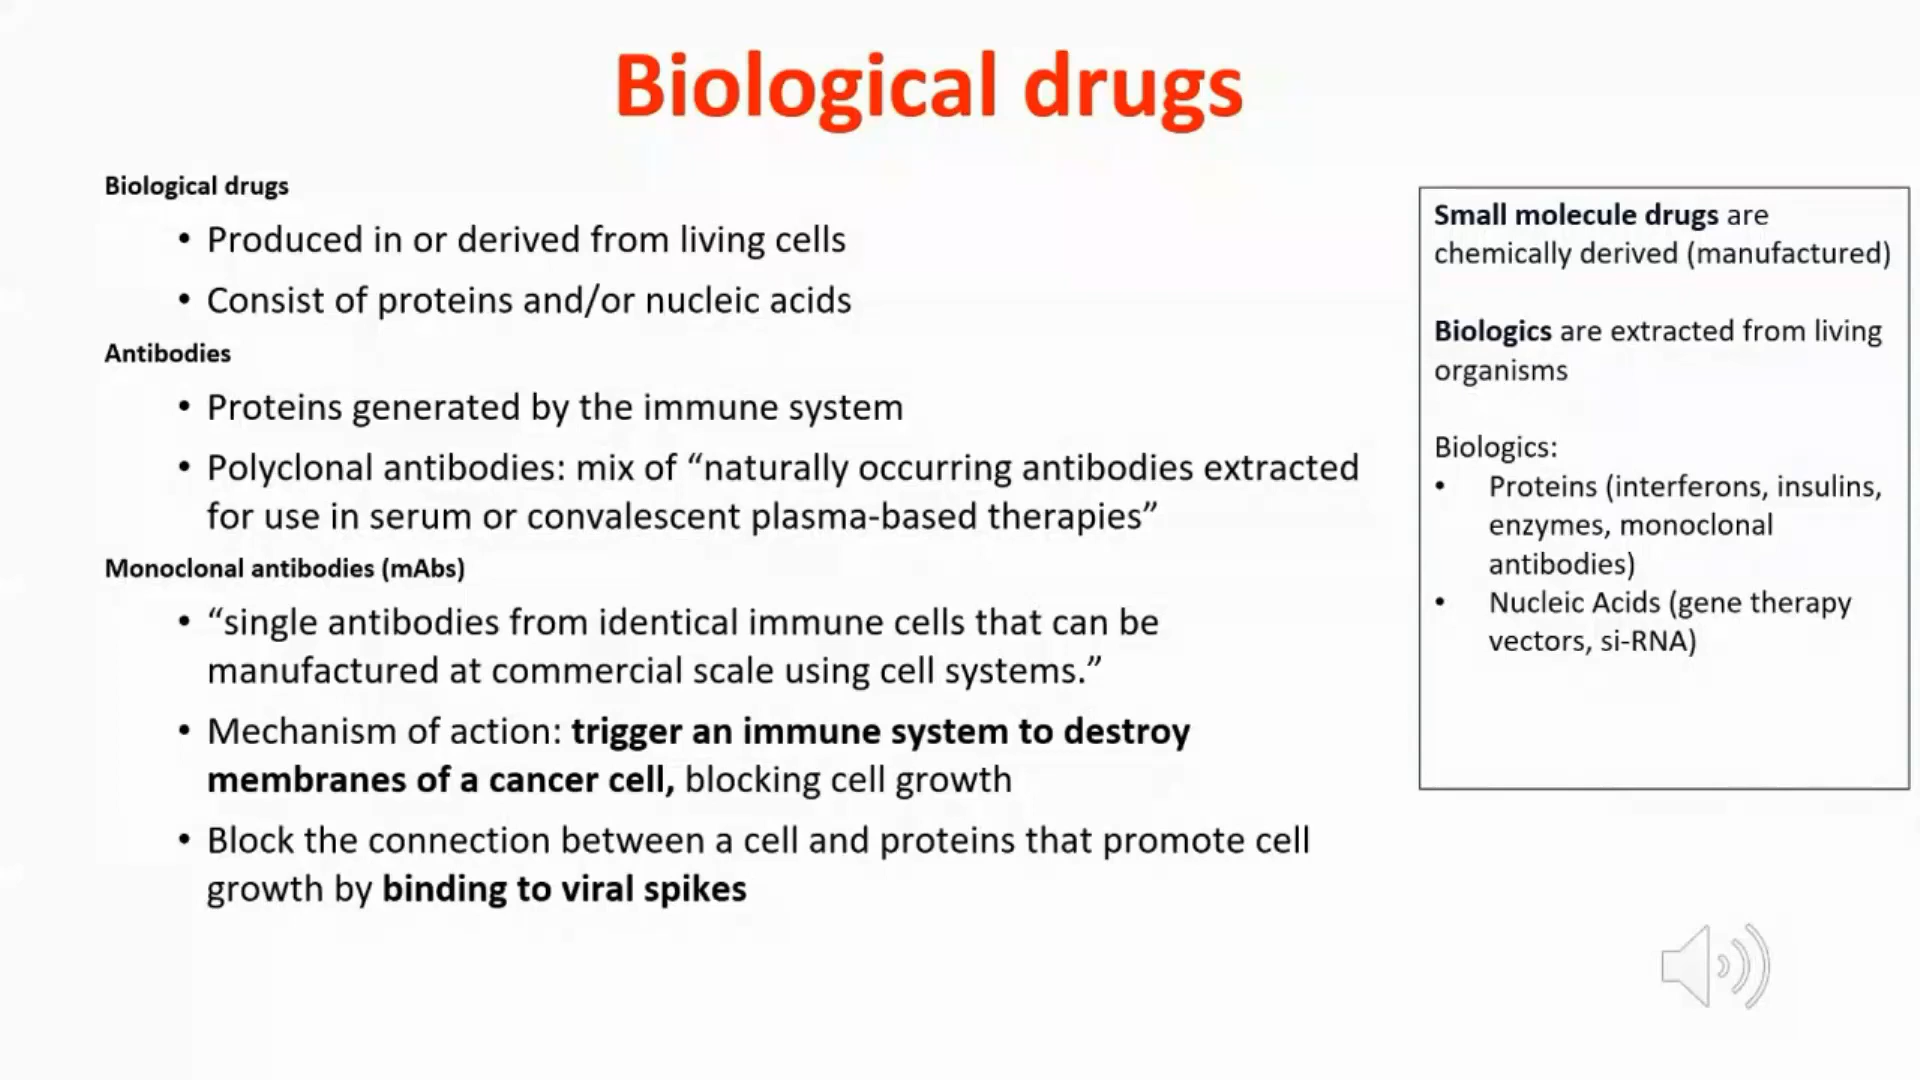 Biological drugs
Biological drugs
• Produced in or derived from living cells
• Consist of proteins and/or nucleic acids
Antibodies
• Proteins generated by the immune system
• Polyclonal antibodies: mix of “naturally occurring antibodies extracted
for use in serum or convalescent plasma-based therapies”
Monoclonal antibodies (mAbs)
• “single antibodies from identical immune cells that can be
manufactured at commercial scale using cell systems.”
• Mechanism of action: trigger an immune system to destroy
membranes of a cancer cell, blocking cell growth
• Block the connection between a cell and proteins that promote cell
growth by binding to viral spikes
Small molecule drugs are
chemically derived (manufactured)
Biologics are extracted from living
organisms
Biologics:
• Proteins (interferons, insulins,
enzymes, monoclonal
antibodies)
• Nucleic Acids (gene therapy
vectors, si-RNA)